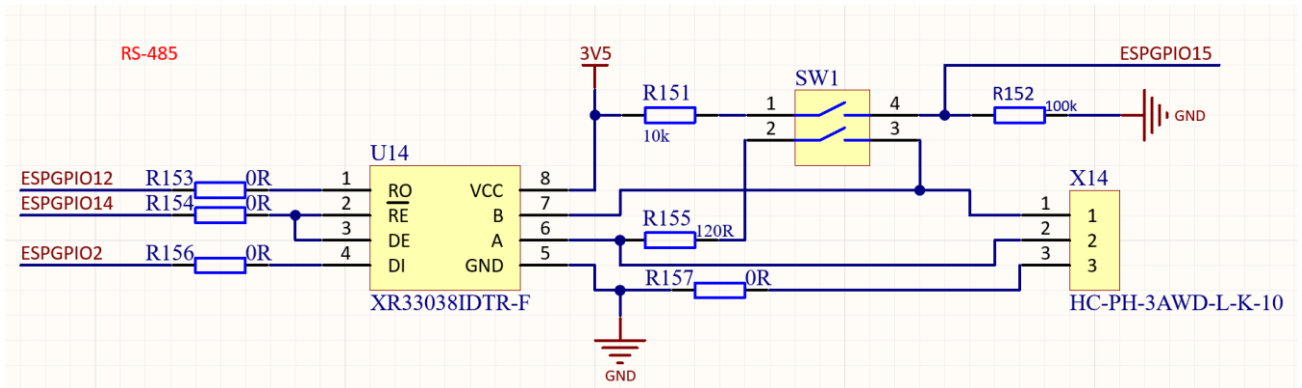 RS-485
3V5
ESPGPIO15
SW1
R151
10k
1
2
4
3
R152
100k
GND
U14
ESPGPIO12
R153
0R
1
RO
VCC
8
ESPGPIO14
R154
0R
2
RE
B
7
3
DE
A
6
ESPGPIO2
R156
0R
4
DI
GND
5
XR33038IDTR-F
R155
120R
R157
0R
GND
X14
1
1
2
2
3
3
HC-PH-3AWD-L-K-10